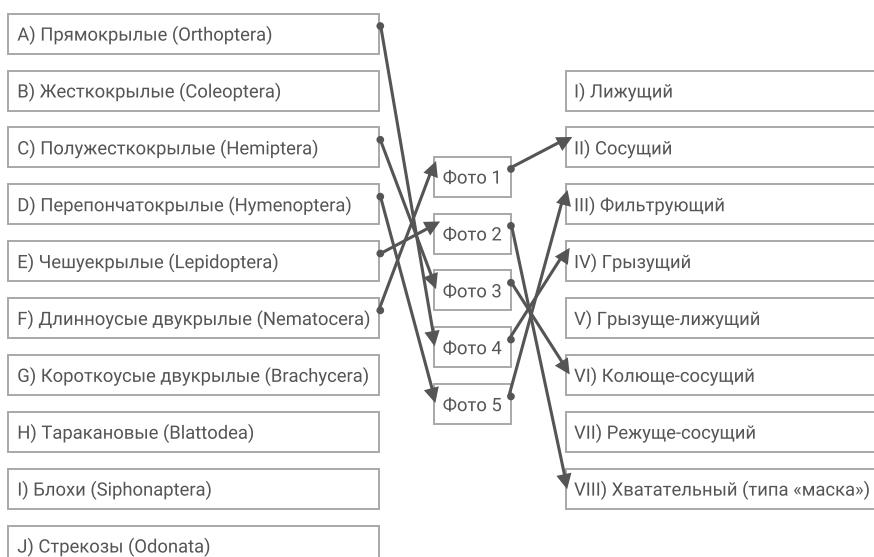 A) Прямокрылые (Orthoptera)
B) Жесткокрылые (Coleoptera)
C) Полужесткокрылые (Hemiptera)
D) Перепончатокрылые (Hymenoptera)
E) Чешуекрылые (Lepidoptera)
F) Длинноусые двукрылые (Nematocera)
G) Короткоусые двукрылые (Brachycera)
H) Таракановые (Blattodea)
I) Блохи (Siphonaptera)
J) Стрекозы (Odonata)
Фото 1
Фото 2
Фото 3
Фото 4
Фото 5
I) Лижущий
II) Сосущий
III) Фильтрующий
IV) Грызущий
V) Грызуще-лижущий
VI) Колюще-сосущий
VII) Режуще-сосущий
VIII) Хватательный (типа «маска»)